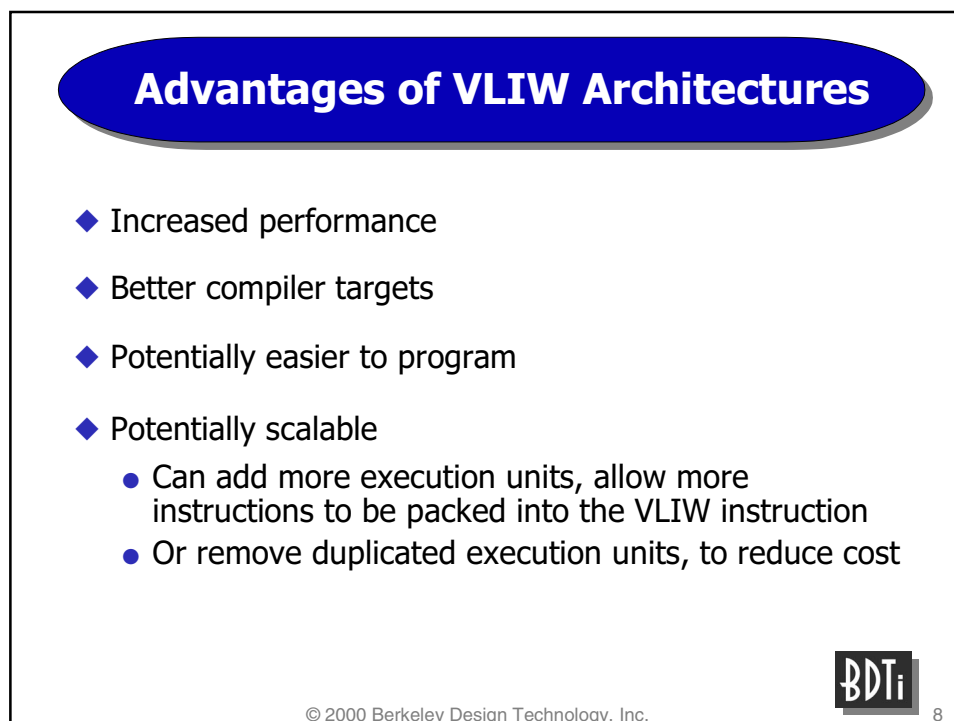 Advantages of VLIW Architectures
Increased performance
Better compiler targets
Potentially easier to program
Potentially scalable
Can add more execution units, allow more
instructions to be packed into the VLIW instruction
Or remove duplicated execution units, to reduce cost
BDTi
© 2000 Berkeley Design Technology, Inc.
8